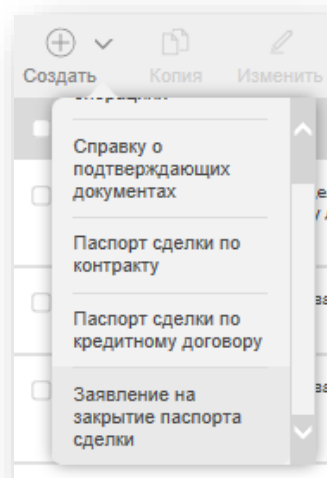 Создать Копия Изменить
операциях
Справку о
подтверждающих
документах
Паспорт сделки по
контракту
Паспорт сделки по
кредитному договору
Заявление на
закрытие паспорта
сделки